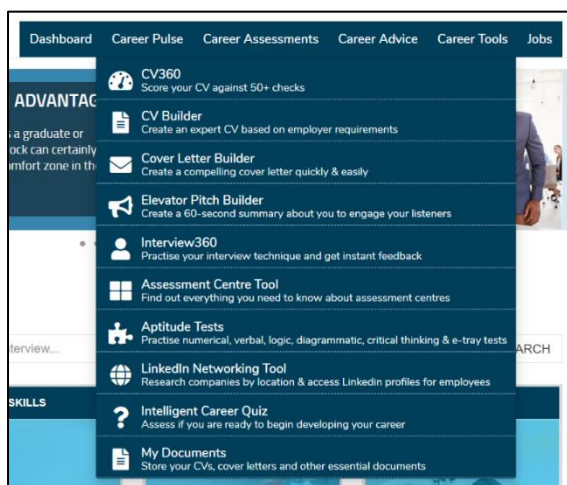 Dashboard Career Pulse Career Assessments Career Advice Career Tools Jobs
CV360
Score your CV against 50+ checks
ADVANTAG
CV Builder
Create an expert CV based on employer requirements
s a graduate or
ock can certainly
omfort zone in th
Cover Letter Builder
Create a compelling cover letter quickly & easily
Elevator Pitch Builder
Create a 60-second summary about you to engage your listeners
Interview360
Practise your interview technique and get instant feedback
Assessment Centre Tool
Find out everything you need to know about assessment centres
Aptitude Tests
Practise numerical, verbal, logic, diagrammatic, critical thinking & e-tray tests
nterview...
ARCH
LinkedIn Networking Tool
Research companies by location & access Linkedin profiles for employees
SKILLS
Intelligent Career Quiz
Assess if you are ready to begin developing your career
My Documents
Store your CVs, cover letters and other essential documents